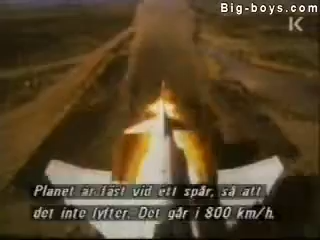 Big-boys.com
K
Planet är fäst vid ett spår, så att
det inte lyfter. Det går i 800 km/h.